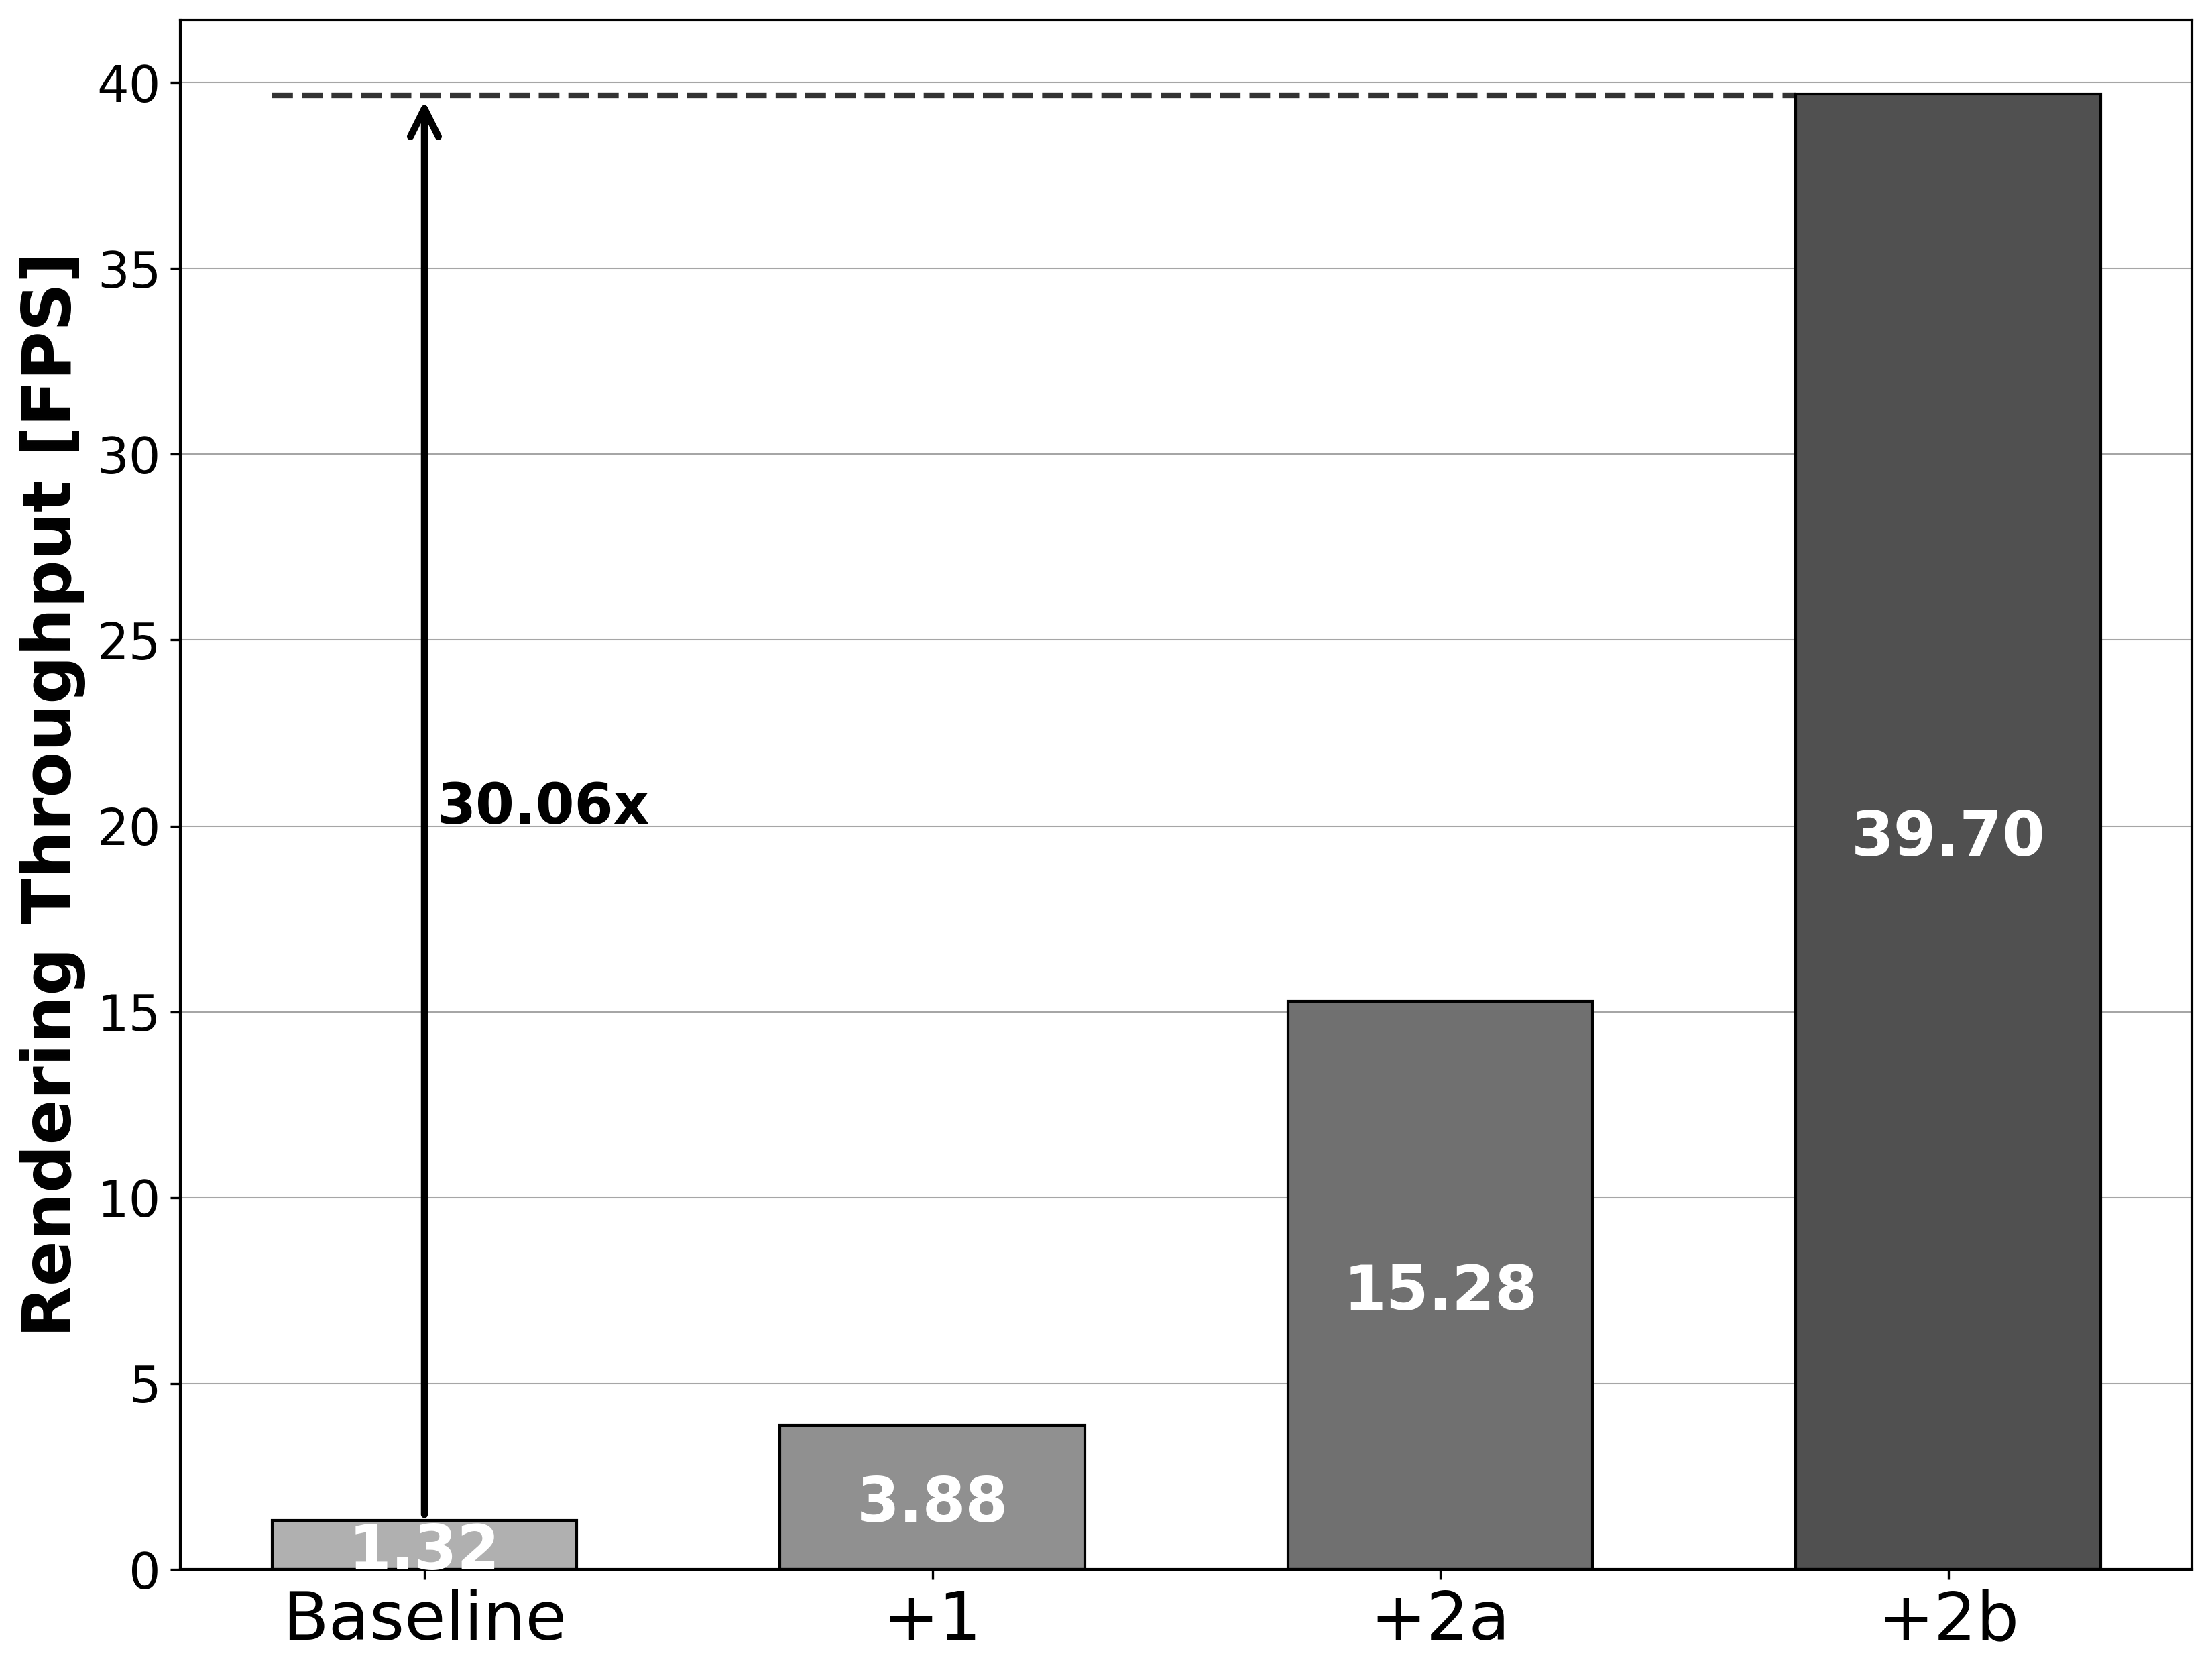 Rendering Throughput [FPS]
40
35
30
25
20
15
10
5
0
30.06x
1.32
3.88
15.28
39.70
Baseline
+1
+2a
+2b